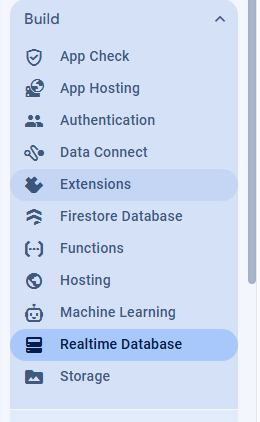 Build
App Check
App Hosting
Authentication
Data Connect
Extensions
Firestore Database
Functions
Hosting
Machine Learning
Realtime Database
Storage